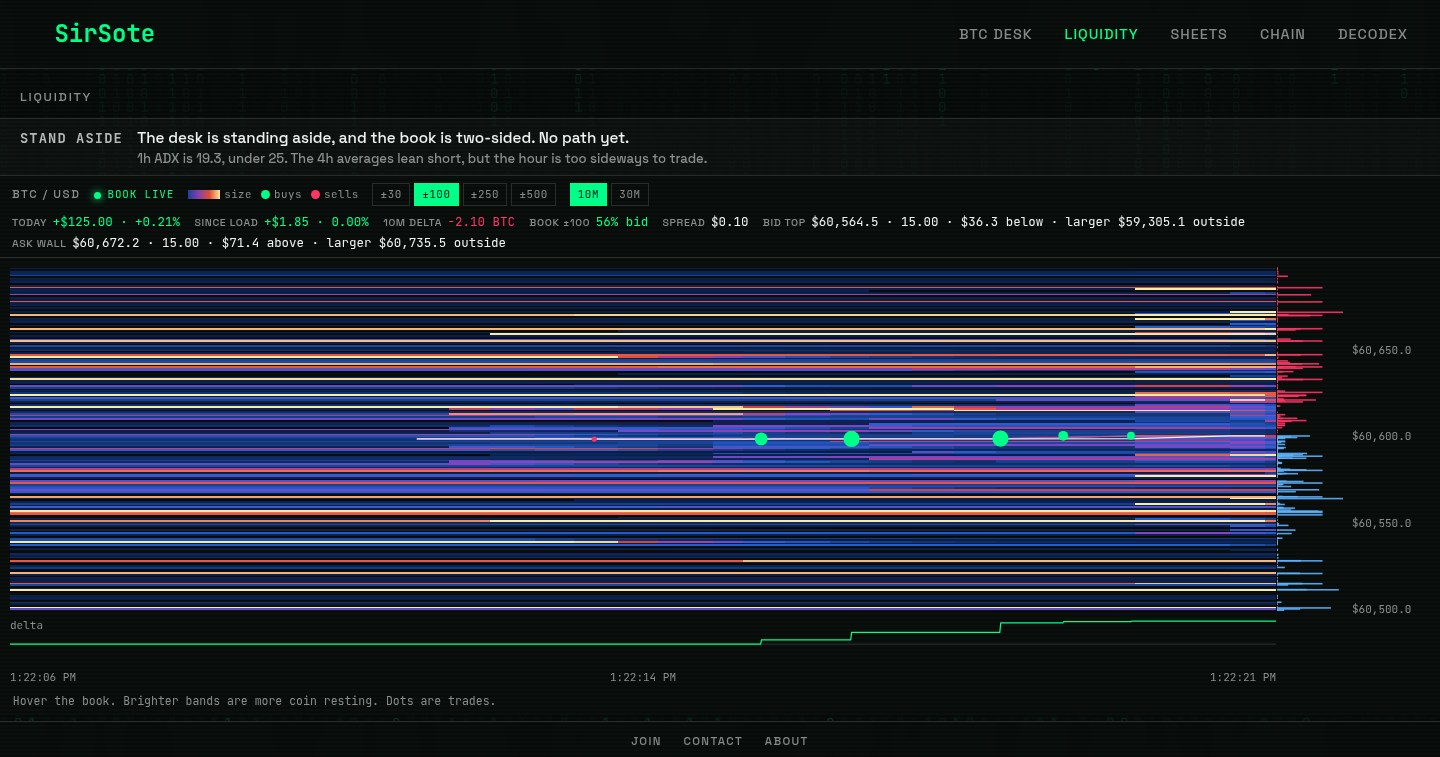 SirSote
BTC DESK LIQUIDITY SHEETS CHAIN DECODEX
LIQUIDITY
STAND ASIDE The desk is standing aside, and the book is two-sided. No path yet.
1h ADX is 19.3, under 25. The 4h averages lean short, but the hour is too sideways to trade.
BTC / USD BOOK LIVE size buys sells ±30 ±100 ±250 ±500 10M 30M
TODAY +$125.00 · +0.21% SINCE LOAD +$1.85 · 0.00% 10M DELTA -2.10 BTC BOOK ±100 56% bid SPREAD $0.10 BID TOP $60,564.5 · 15.00 · $36.3 below · larger $59,305.1 outside
ASK WALL $60,672.2 · 15.00 · $71.4 above · larger $60,735.5 outside
$60,650.0
$60,600.0
$60,550.0
$60,500.0
delta
1:22:06 PM 1:22:14 PM 1:22:21 PM
Hover the book. Brighter bands are more coin resting. Dots are trades.
JOIN CONTACT ABOUT